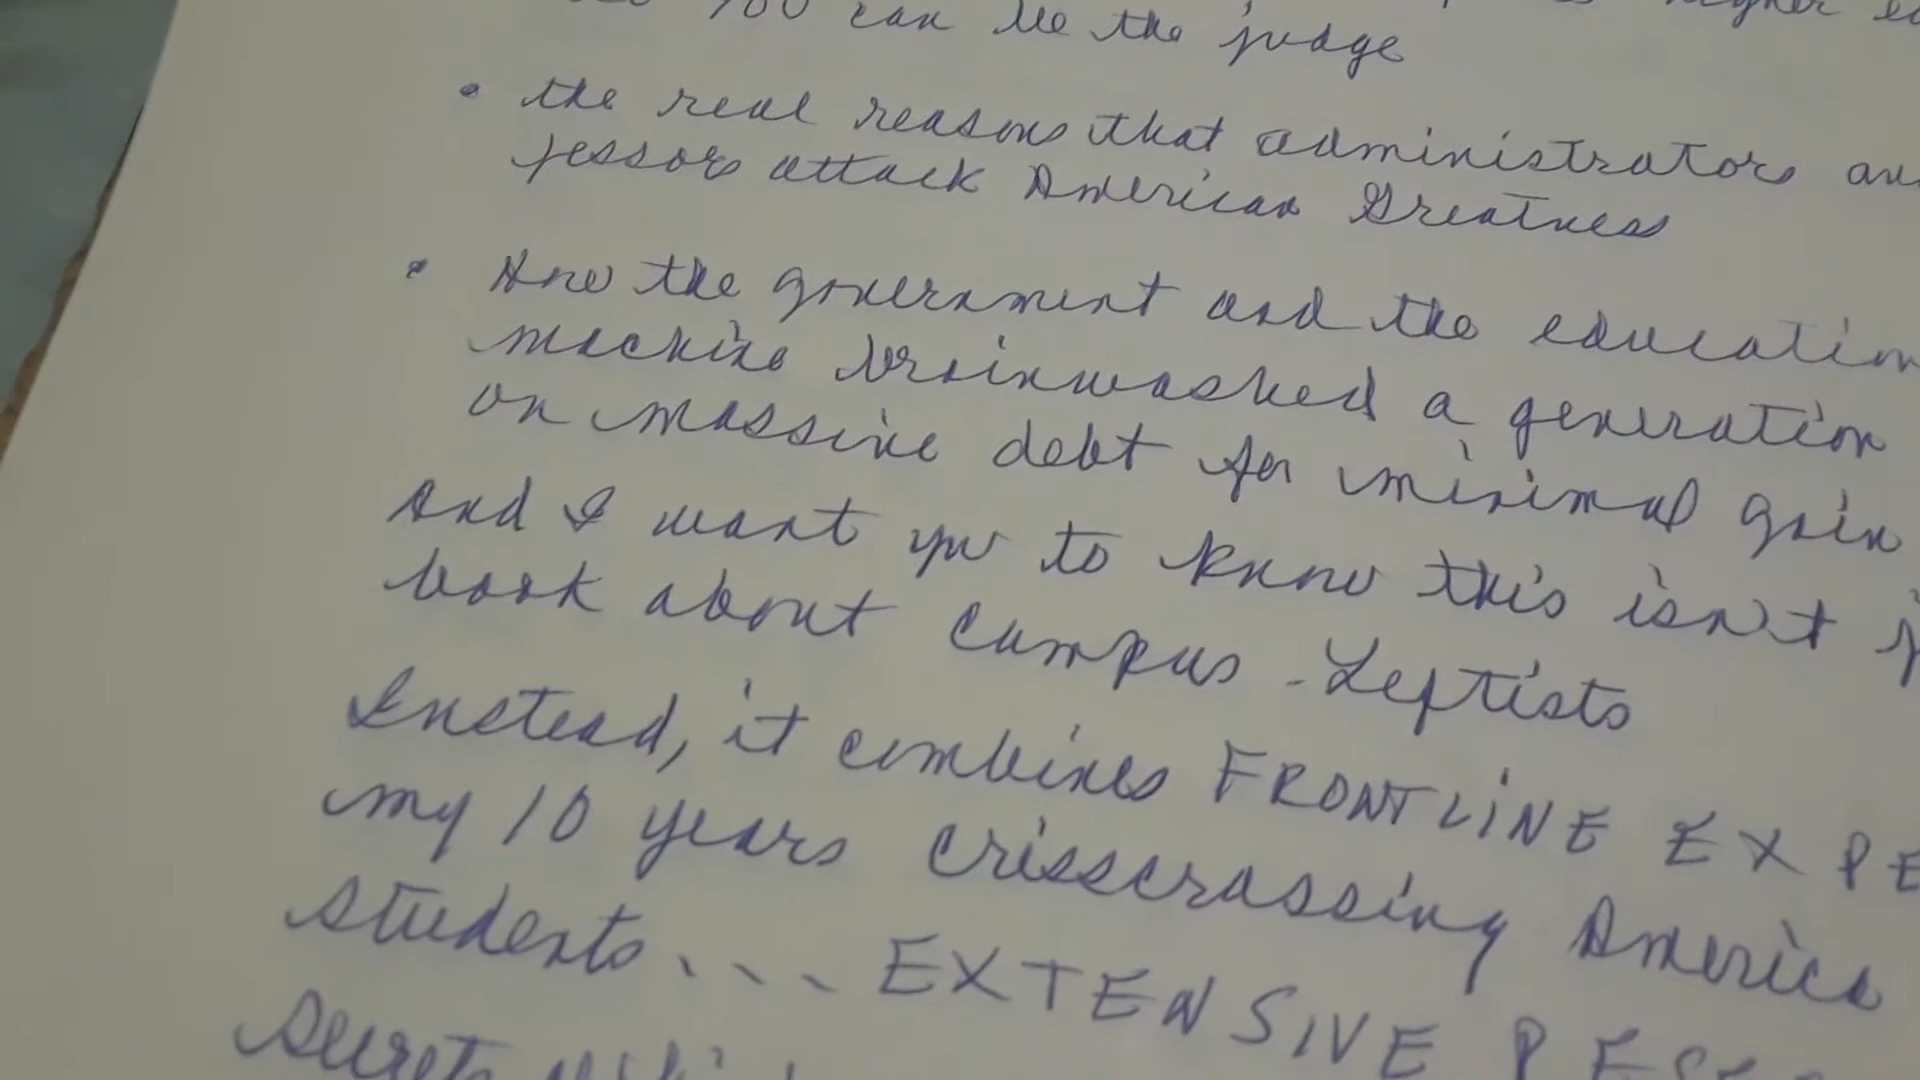 YOU can be the judge
• the real reasons that administrators
fessors attack American Greatness
• How the government and the education
machine brainwashed a generation
on massive debt for minimal gain
And I want you to know this isn't
book about campus Leftists
Instead, it combines FRONTLINE EXPE
my 10 years crisscrossing America
students... EXTENSIVE
secrets